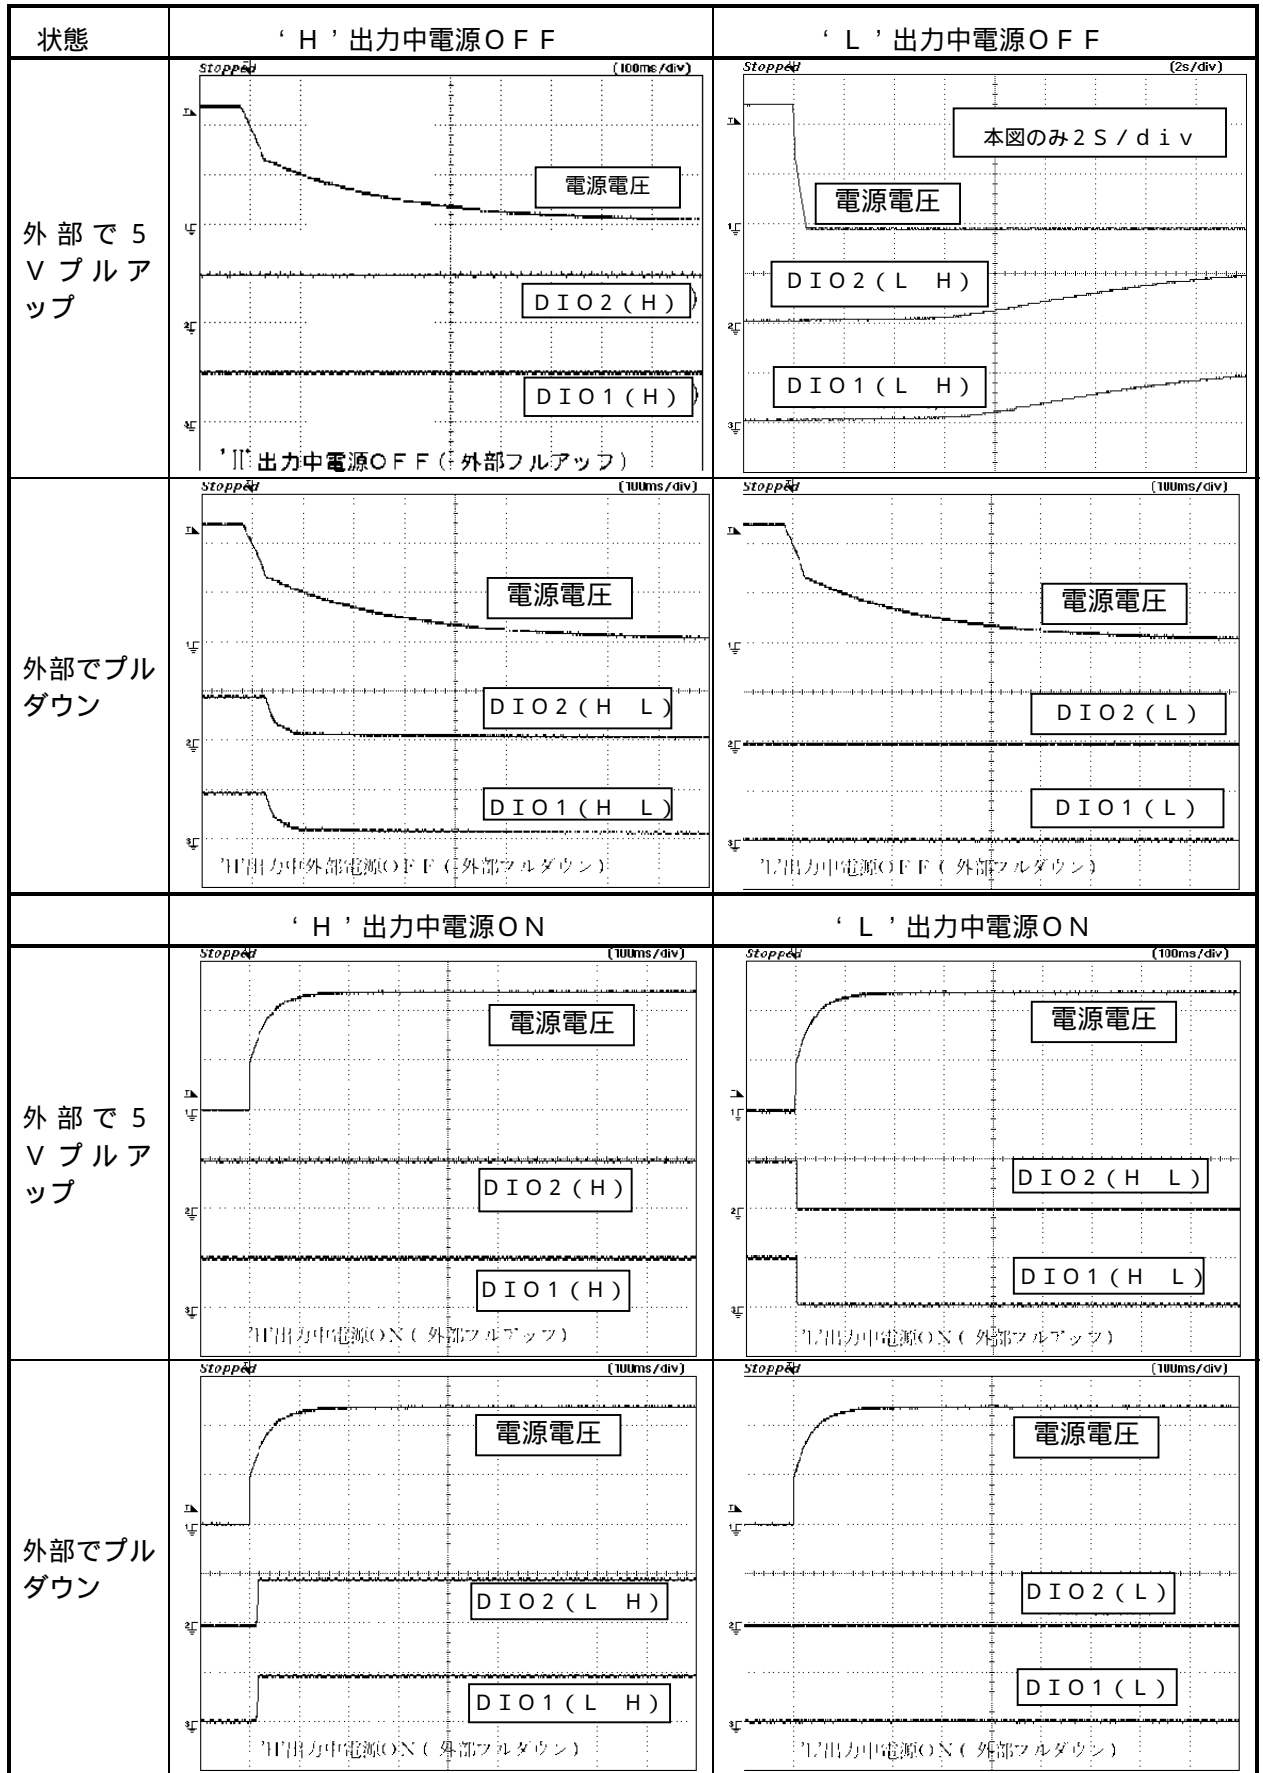 状態
‘Ｈ’出力中電源ＯＦＦ
‘Ｌ’出力中電源ＯＦＦ
外部で５
Ｖプルア
ップ
Stopped
(100ms/div)
電源電圧
ＤＩＯ２(Ｈ)
ＤＩＯ１(Ｈ)
出力中電源ＯＦＦ(外部フルアッフ)
Stopped
(2s/div)
本図のみ２Ｓ／ｄｉｖ
電源電圧
ＤＩＯ２(Ｌ　Ｈ)
ＤＩＯ１(Ｌ　Ｈ)
外部でプル
ダウン
Stopped
(100ms/div)
電源電圧
ＤＩＯ２(Ｈ　Ｌ)
ＤＩＯ１(Ｈ　Ｌ)
'H'出力中外部電源ＯＦＦ(外部フルダウン)
Stopped
(100ms/div)
電源電圧
ＤＩＯ２(Ｌ)
ＤＩＯ１(Ｌ)
'L'出力中電源ＯＦＦ(外部フルダウン)
‘Ｈ’出力中電源ＯＮ
‘Ｌ’出力中電源ＯＮ
外部で５
Ｖプルア
ップ
Stopped
(100ms/div)
電源電圧
ＤＩＯ２(Ｈ)
ＤＩＯ１(Ｈ)
'H'出力中電源ＯＮ(外部フルアッフ)
Stopped
(100ms/div)
電源電圧
ＤＩＯ２(Ｈ　Ｌ)
ＤＩＯ１(Ｈ　Ｌ)
'L'出力中電源ＯＮ(外部フルアッフ)
外部でプル
ダウン
Stopped
(100ms/div)
電源電圧
ＤＩＯ２(Ｌ　Ｈ)
ＤＩＯ１(Ｌ　Ｈ)
'H'出力中電源ＯＮ(外部フルダウン)
Stopped
(100ms/div)
電源電圧
ＤＩＯ２(Ｌ)
ＤＩＯ１(Ｌ)
'L'出力中電源ＯＮ(外部フルダウン)